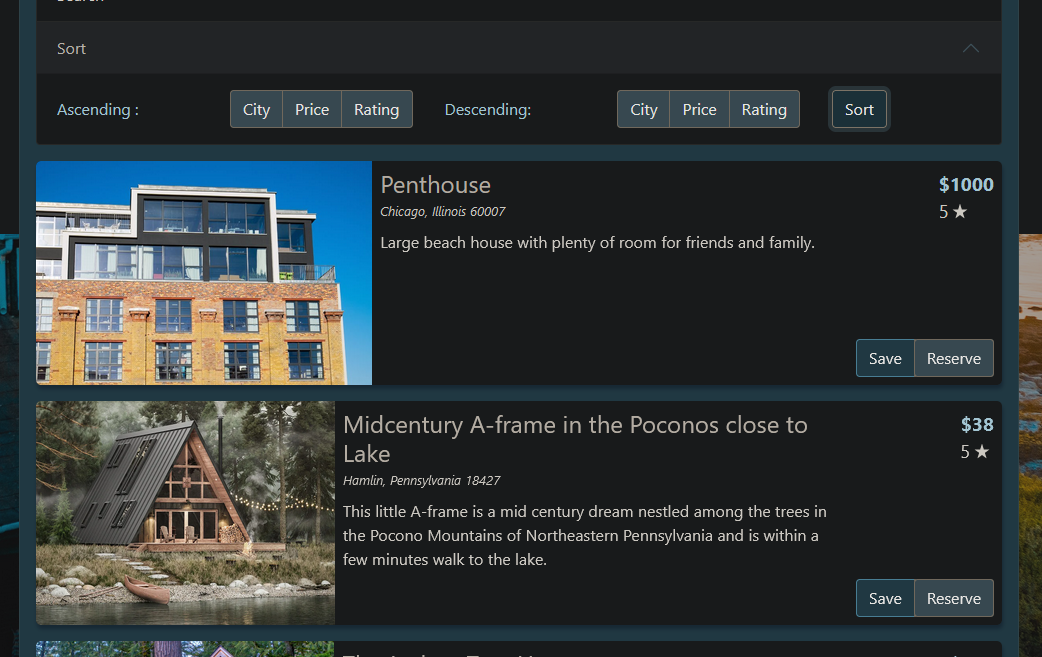 Sort
Ascending :
City Price Rating
Descending:
City Price Rating
Sort
Penthouse
$1000
Chicago, Illinois 60007
5 ★
Large beach house with plenty of room for friends and family.
Save Reserve
Midcentury A-frame in the Poconos close to
Lake
$38
5 ★
Hamlin, Pennsylvania 18427
This little A-frame is a mid century dream nestled among the trees in
the Pocono Mountains of Northeastern Pennsylvania and is within a
few minutes walk to the lake.
Save Reserve